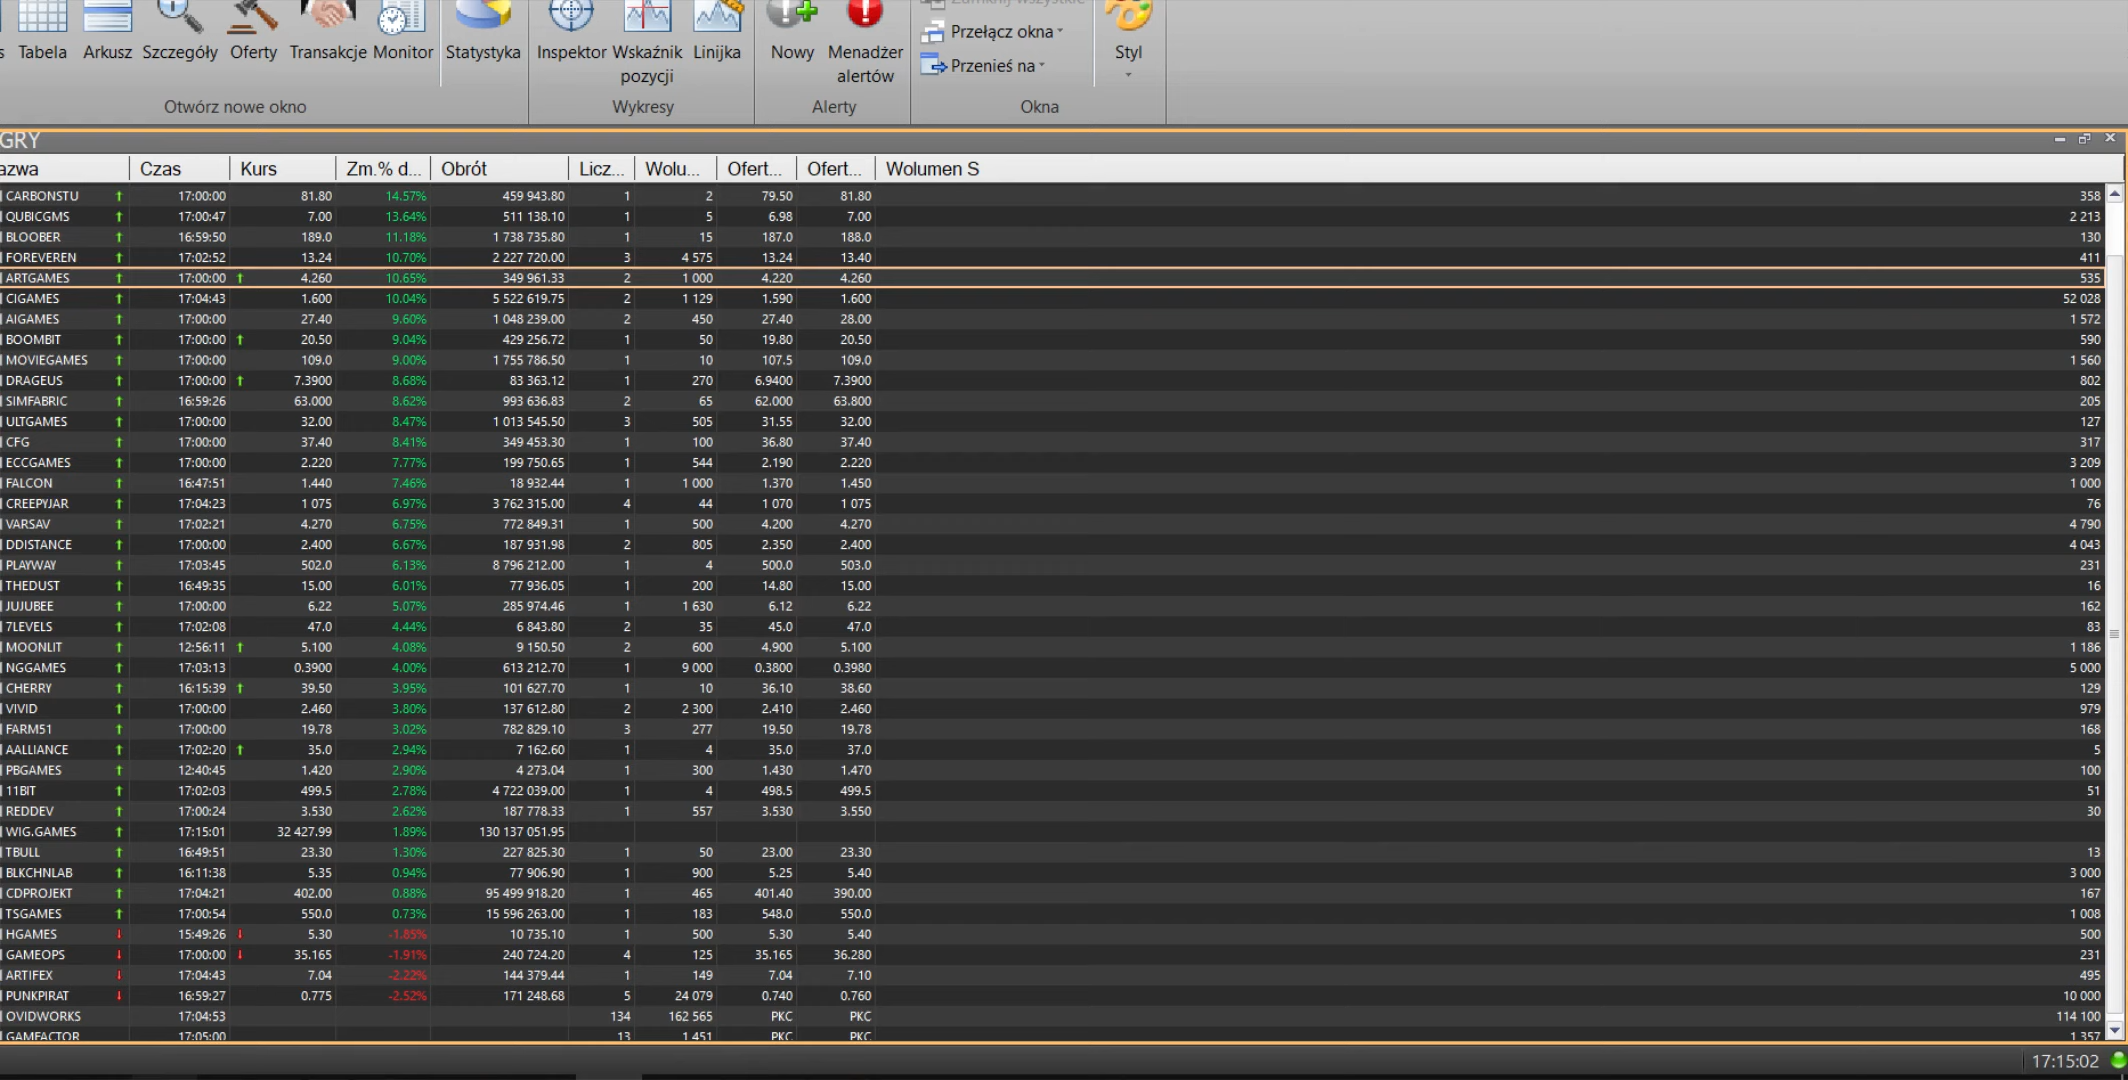 Tabela Arkusz Szczegóły Oferty Transakcje Monitor Statystyka Inspektor Wskaźnik pozycji Linijka Nowy Menadżer alertów Przełącz okna Przenieś na Styl
Otwórz nowe okno Wykresy Alerty Okna
GRY
azwa Czas Kurs Zm.% d... Obrót Licz... Wolu... Ofert... Ofert... Wolumen S
CARBONSTU 17:00:00 81.80 14.57% 459 943.80 1 2 79.50 81.80 358
QUBICGMS 17:00:47 7.00 13.64% 511 138.10 1 5 6.98 7.00 2 213
BLOOBER 16:59:50 189.0 11.18% 1 738 735.80 1 15 187.0 188.0 130
FOREVEREN 17:02:52 13.24 10.70% 2 227 720.00 3 4 575 13.24 13.40 411
ARTGAMES 17:00:00 4.260 10.65% 349 961.33 2 1 000 4.220 4.260 535
CIGAMES 17:04:43 1.600 10.04% 5 522 619.75 2 1 129 1.590 1.600 52 028
AIGAMES 17:00:00 27.40 9.60% 1 048 239.00 2 450 27.40 28.00 1 572
BOOMBIT 17:00:00 20.50 9.04% 429 256.72 1 50 19.80 20.50 590
MOVIEGAMES 17:00:00 109.0 9.00% 1 755 786.50 1 10 107.5 109.0 1 560
DRAGEUS 17:00:00 7.3900 8.68% 83 363.12 1 270 6.9400 7.3900 802
SIMFABRIC 16:59:26 63.000 8.62% 993 636.83 2 65 62.000 63.800 205
ULTGAMES 17:00:00 32.00 8.47% 1 013 545.50 3 505 31.55 32.00 127
CFG 17:00:00 37.40 8.41% 349 453.30 1 100 36.80 37.40 317
ECCGAMES 17:00:00 2.220 7.77% 199 750.65 1 544 2.190 2.220 3 209
FALCON 16:47:51 1.440 7.46% 18 932.44 1 1 000 1.370 1.450 1 000
CREEPYJAR 17:04:23 1 075 6.97% 3 762 315.00 4 44 1 070 1 075 76
VARSAV 17:02:21 4.270 6.75% 772 849.31 1 500 4.200 4.270 4 790
DDISTANCE 17:00:00 2.400 6.67% 187 931.98 2 805 2.350 2.400 4 043
PLAYWAY 17:03:45 502.0 6.13% 8 796 212.00 1 4 500.0 503.0 231
THEDUST 16:49:35 15.00 6.01% 77 936.05 1 200 14.80 15.00 16
JUJUBEE 17:00:00 6.22 5.07% 285 974.46 1 1 630 6.12 6.22 162
7LEVELS 17:02:08 47.0 4.44% 6 843.80 2 35 45.0 47.0 83
MOONLIT 12:56:11 5.100 4.08% 9 150.50 2 600 4.900 5.100 1 186
NGGAMES 17:03:13 0.3900 4.00% 613 212.70 1 9 000 0.3800 0.3980 5 000
CHERRY 16:15:39 39.50 3.95% 101 627.70 1 10 36.10 38.60 129
VIVID 17:00:00 2.460 3.80% 137 612.80 2 2 300 2.410 2.460 979
FARM51 17:00:00 19.78 3.02% 782 829.10 3 277 19.50 19.78 168
AALLIANCE 17:02:20 35.0 2.94% 7 162.60 1 4 35.0 37.0 5
PBGAMES 12:40:45 1.420 2.90% 4 273.04 1 300 1.430 1.470 100
11BIT 17:02:03 499.5 2.78% 4 722 039.00 1 4 498.5 499.5 51
REDDEV 17:00:24 3.530 2.62% 187 778.33 1 557 3.530 3.550 30
WIG.GAMES 17:15:01 32 427.99 1.89% 130 137 051.95
TBULL 16:49:51 23.30 1.30% 227 825.30 1 50 23.00 23.30 13
BLKCHNLAB 16:11:38 5.35 0.94% 77 906.90 1 900 5.25 5.40 3 000
CDPROJEKT 17:04:21 402.00 0.88% 95 499 918.20 1 465 401.40 390.00 167
TSGAMES 17:00:54 550.0 0.73% 15 596 263.00 1 183 548.0 550.0 1 008
HGAMES 15:49:26 5.30 -1.85% 10 735.10 1 500 5.30 5.40 500
GAMEOPS 17:00:00 35.165 -1.91% 240 724.20 4 125 35.165 36.280 231
ARTIFEX 17:04:43 7.04 -2.22% 144 379.44 1 149 7.04 7.10 495
PUNKPIRAT 16:59:27 0.775 -2.52% 171 248.68 5 24 079 0.740 0.760 10 000
OVIDWORKS 17:04:53 134 162 565 PKC PKC 114 100
GAMFACTOR 17:05:00 13 1 451 PKC PKC 1 357
17:15:02